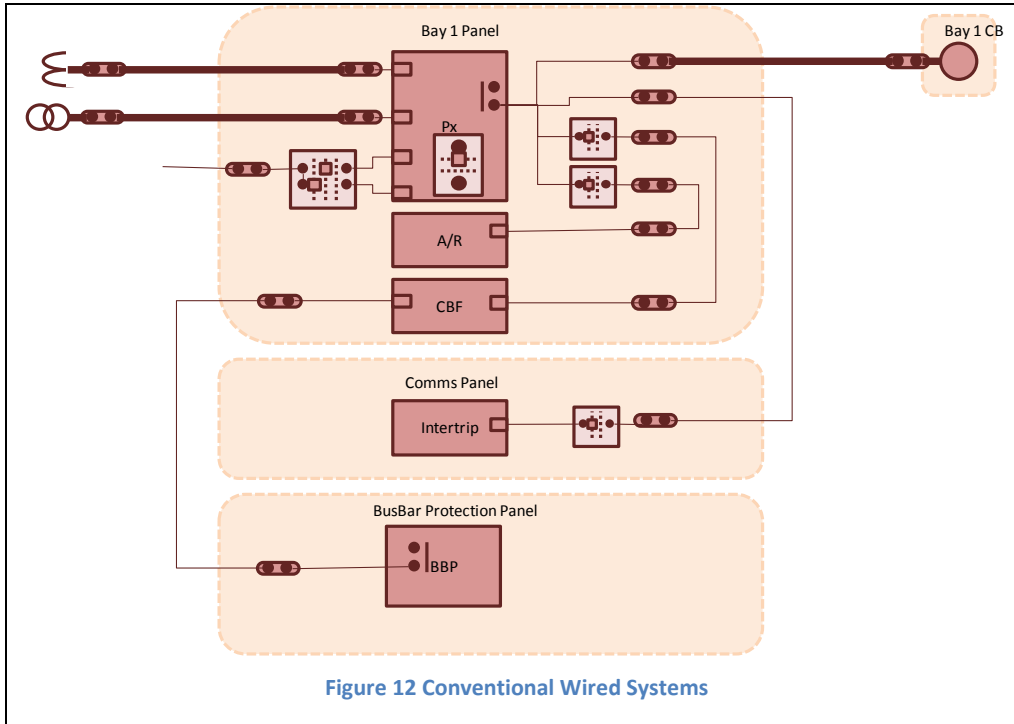 Bay 1 Panel
Bay 1 CB
Px
A/R
CBF
Comms Panel
Intertrip
BusBar Protection Panel
BBP
Figure 12 Conventional Wired Systems